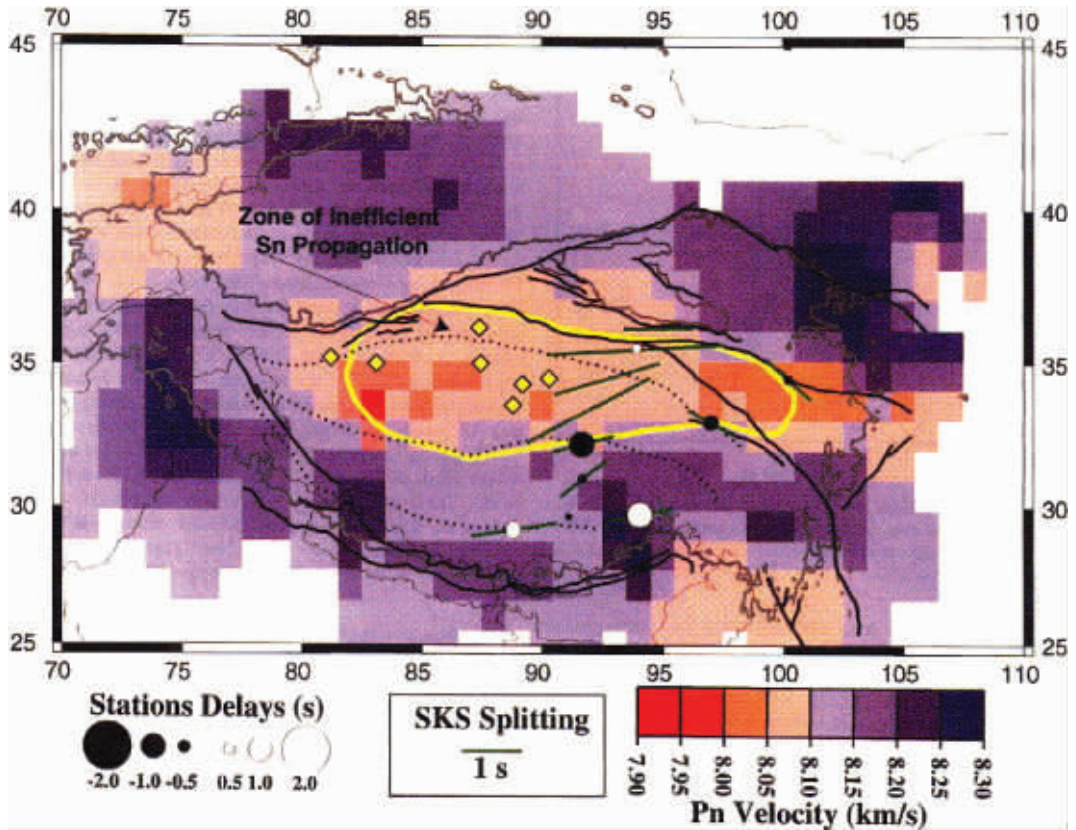 70 75 80 85 90 95 100 105 110
45 45
40 40
Zone of Inefficient
Sn Propagation
35 35
30 30
25 25
70 75 80 85 90 95 100 105 110
Stations Delays (s)
-2.0 -1.0 -0.5 0.5 1.0 2.0
SKS Splitting
1 s
7.90 7.95 8.00 8.05 8.10 8.15 8.20 8.25 8.30
Pn Velocity (km/s)